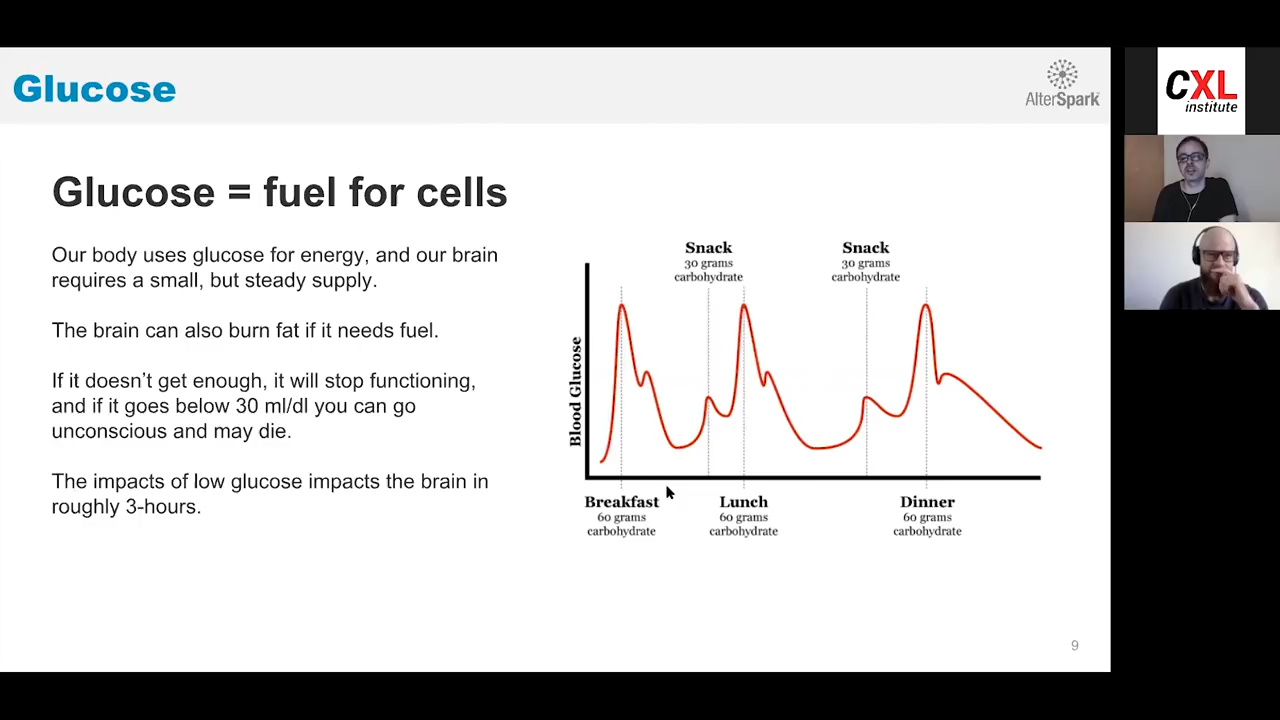 Glucose
AlterSpark
CXL
institute
Glucose = fuel for cells
Our body uses glucose for energy, and our brain
requires a small, but steady supply.
The brain can also burn fat if it needs fuel.
If it doesn’t get enough, it will stop functioning,
and if it goes below 30 ml/dl you can go
unconscious and may die.
The impacts of low glucose impacts the brain in
roughly 3-hours.
Snack
30 grams
carbohydrate
Snack
30 grams
carbohydrate
Blood Glucose
Breakfast
60 grams
carbohydrate
Lunch
60 grams
carbohydrate
Dinner
60 grams
carbohydrate
9